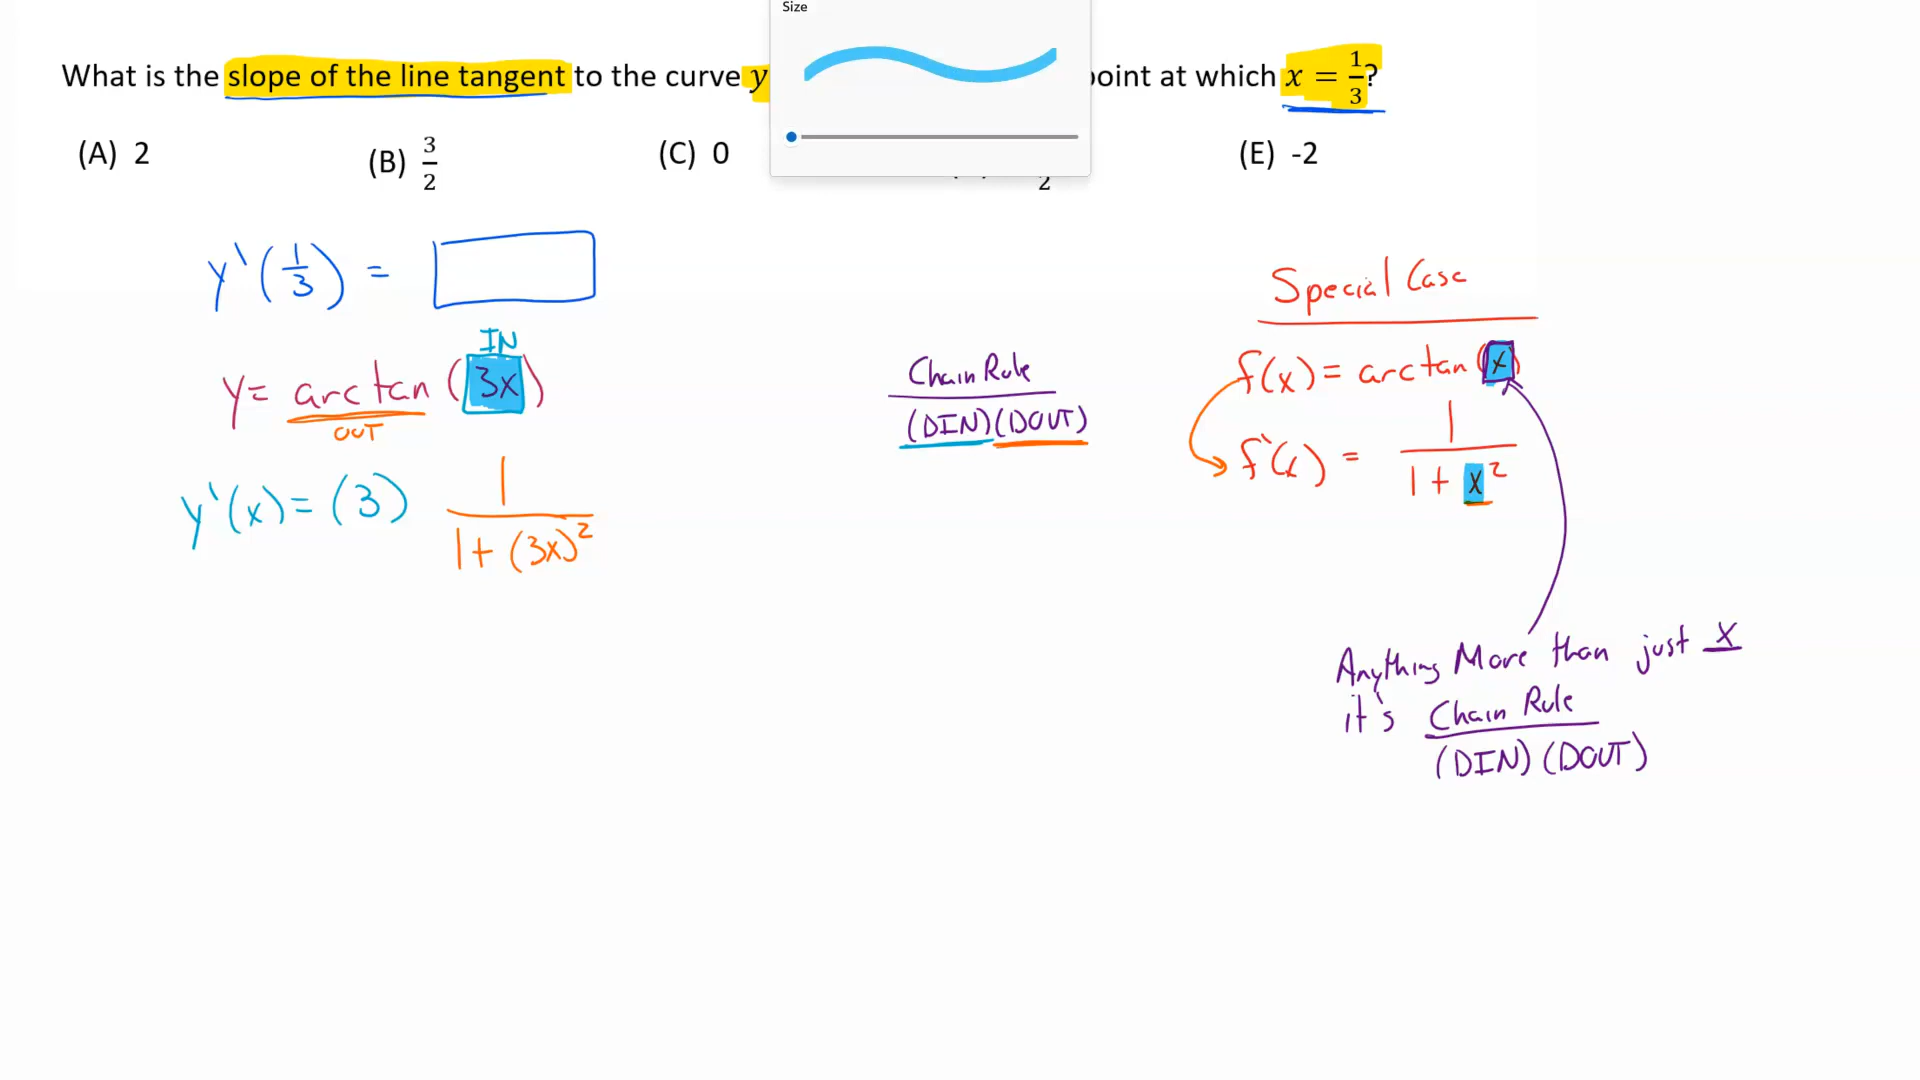 Size
What is the slope of the line tangent to the curve y point at which x = 1/3?
(A) 2 (B) 3/2 (C) 0 2 (E) -2
y'(1/3) =
IN
y = arctan(3x)
OUT
y'(x) = (3) 1/(1+(3x)²)
Chain Rule
(DIN)(DOUT)
Special Case
f(x) = arctan(x)
f'(x) = 1/(1+x²)
Anything More than just x
it's Chain Rule
(DIN)(DOUT)